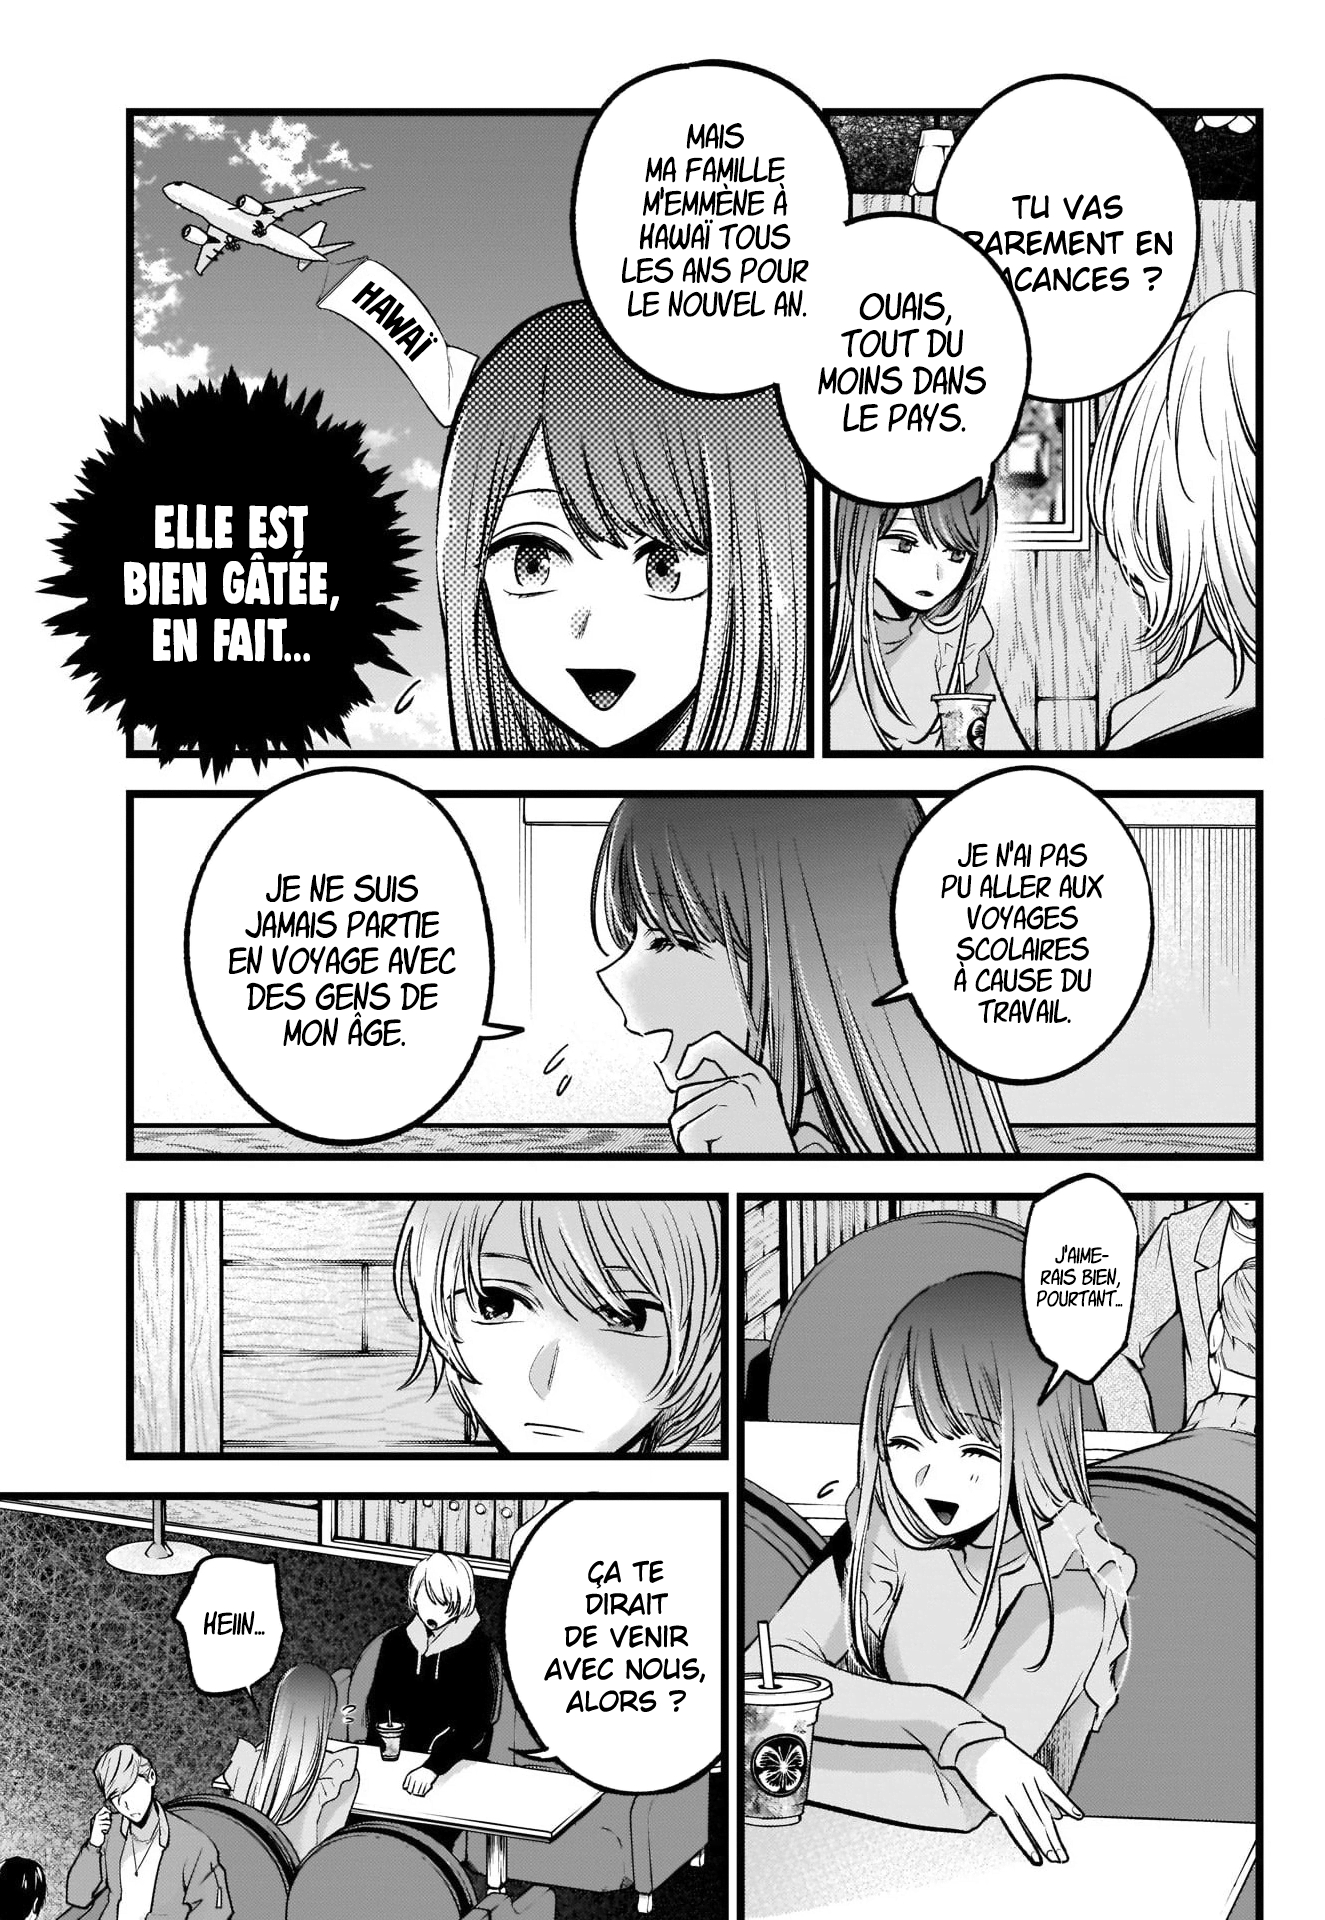 TU VAS
RAREMENT EN
ACANCES ?
OUAIS,
TOUT DU
MOINS DANS
LE PAYS.
MAIS
MA FAMILLE
M'EMMÈNE À
HAWAÏ TOUS
LES ANS POUR
LE NOUVEL AN.
HAWAÏ
ELLE EST
BIEN GÂTÉE,
EN FAIT...
JE N'AI PAS
PU ALLER AUX
VOYAGES
SCOLAIRES
À CAUSE DU
TRAVAIL.
JE NE SUIS
JAMAIS PARTIE
EN VOYAGE AVEC
DES GENS DE
MON ÂGE.
J'AIME-
RAIS BIEN,
POURTANT...
ÇA TE
DIRAIT
DE VENIR
AVEC NOUS,
ALORS ?
HEIIN...